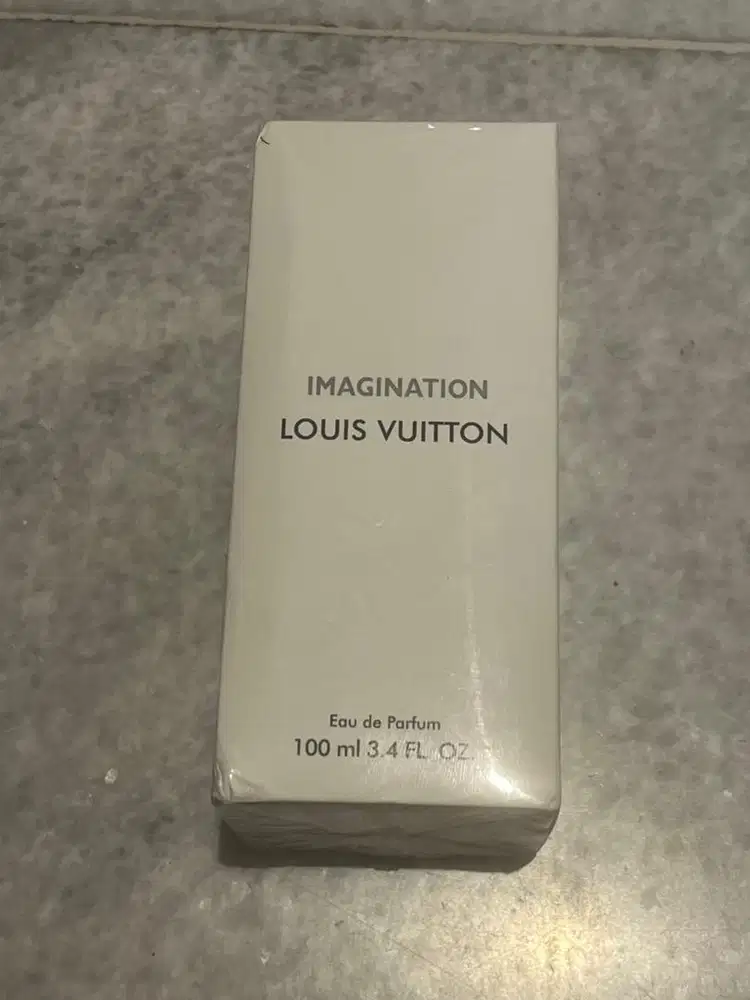 IMAGINATION
LOUIS VUITTON
Eau de Parfum
100 ml 3.4 FL OZ.